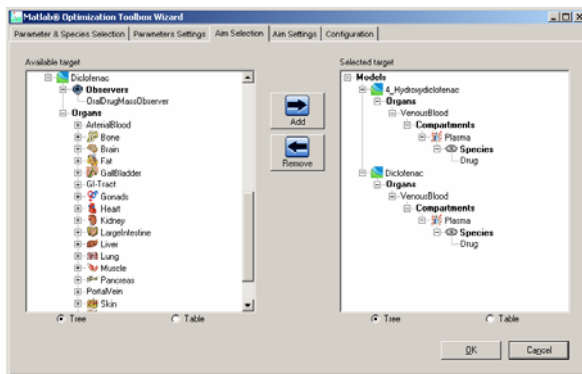 Matlab® Optimization Toolbox Wizard
Parameter & Species Selection
Parameters Settings
Aim Selection
Aim Settings
Configuration
Available target
Diclofenac
Observers
OralDrugMassObserver
Organs
ArterialBlood
Bone
Brain
Fat
GallBladder
GI-Tract
Gonads
Heart
Kidney
LargeIntestine
Liver
Lung
Muscle
Pancreas
PortalVein
Skin
Tree
Table
Add
Remove
Selected target
Models
4_Hydroxydiclofenac
Organs
VenousBlood
Compartments
Plasma
Species
Drug
Diclofenac
Organs
VenousBlood
Compartments
Plasma
Species
Drug
Tree
Table
OK
Cancel